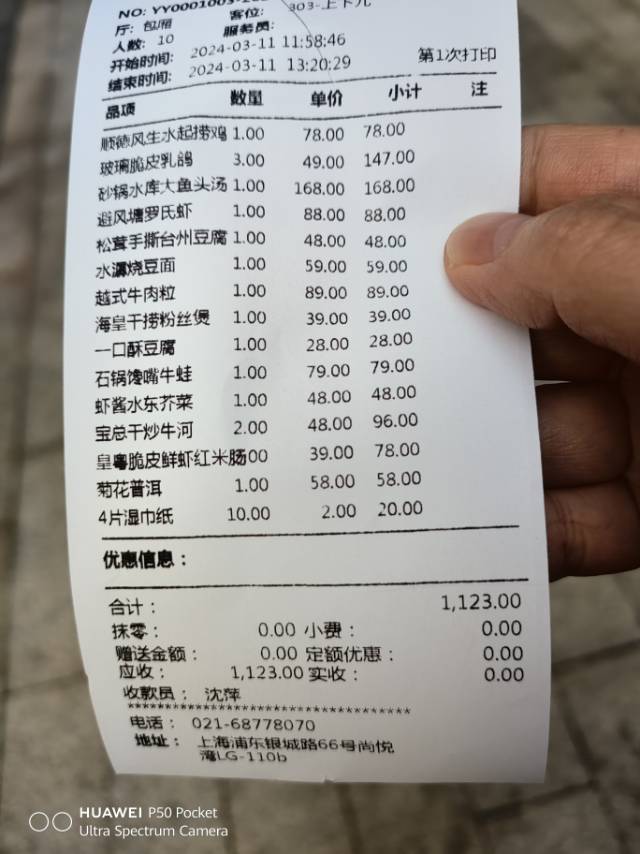 NO: YY0001003-
厅: 包厢 客位: 303-上下九
人数: 10 服务员:
开始时间: 2024-03-11 11:58:46
结束时间: 2024-03-11 13:20:29 第1次打印
品项 数量 单价 小计 注
顺德风生水起捞鸡 1.00 78.00 78.00
玻璃脆皮乳鸽 3.00 49.00 147.00
砂锅水库大鱼头汤 1.00 168.00 168.00
避风塘罗氏虾 1.00 88.00 88.00
松茸手撕台州豆腐 1.00 48.00 48.00
水潺烧豆面 1.00 59.00 59.00
越式牛肉粒 1.00 89.00 89.00
海皇干捞粉丝煲 1.00 39.00 39.00
一口酥豆腐 1.00 28.00 28.00
石锅馋嘴牛蛙 1.00 79.00 79.00
虾酱水东芥菜 1.00 48.00 48.00
宝总干炒牛河 2.00 48.00 96.00
皇粤脆皮鲜虾红米肠 .00 39.00 78.00
菊花普洱 1.00 58.00 58.00
4片湿巾纸 10.00 2.00 20.00
优惠信息:
合计: 1,123.00
抹零: 0.00 小费: 0.00
赠送金额: 0.00 定额优惠: 0.00
应收: 1,123.00 实收: 0.00
收款员: 沈萍
***********************************
电话: 021-68778070
地址: 上海浦东银城路66号尚悦
湾LG-110b
HUAWEI P50 Pocket
Ultra Spectrum Camera